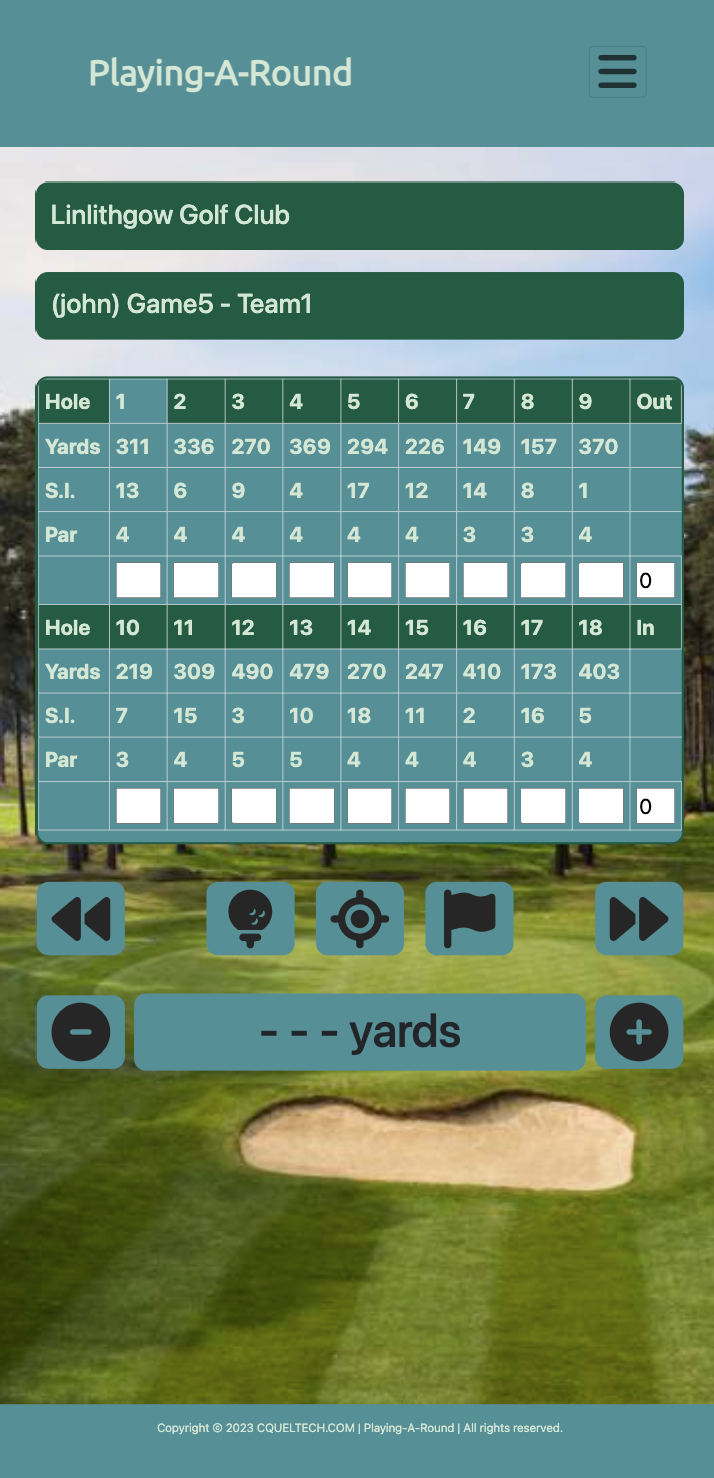 Playing-A-Round
Linlithgow Golf Club
(john) Game5 - Team1
Hole 1 2 3 4 5 6 7 8 9 Out
Yards 311 336 270 369 294 226 149 157 370
S.I. 13 6 9 4 17 12 14 8 1
Par 4 4 4 4 4 4 3 3 4
0
Hole 10 11 12 13 14 15 16 17 18 In
Yards 219 309 490 479 270 247 410 173 403
S.I. 7 15 3 10 18 11 2 16 5
Par 3 4 5 5 4 4 4 3 4
0
- - - yards
Copyright © 2023 CQUELTECH.COM | Playing-A-Round | All rights reserved.